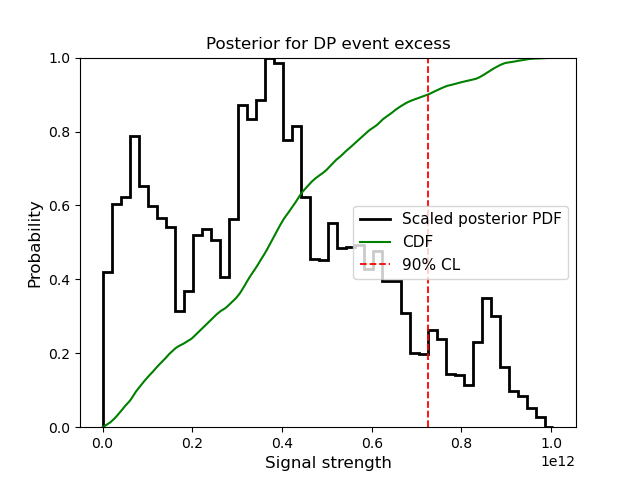 Posterior for DP event excess
Probability
1.0
0.8
0.6
0.4
0.2
0.0
Scaled posterior PDF
CDF
90% CL
0.0 0.2 0.4 0.6 0.8 1.0
1e12
Signal strength